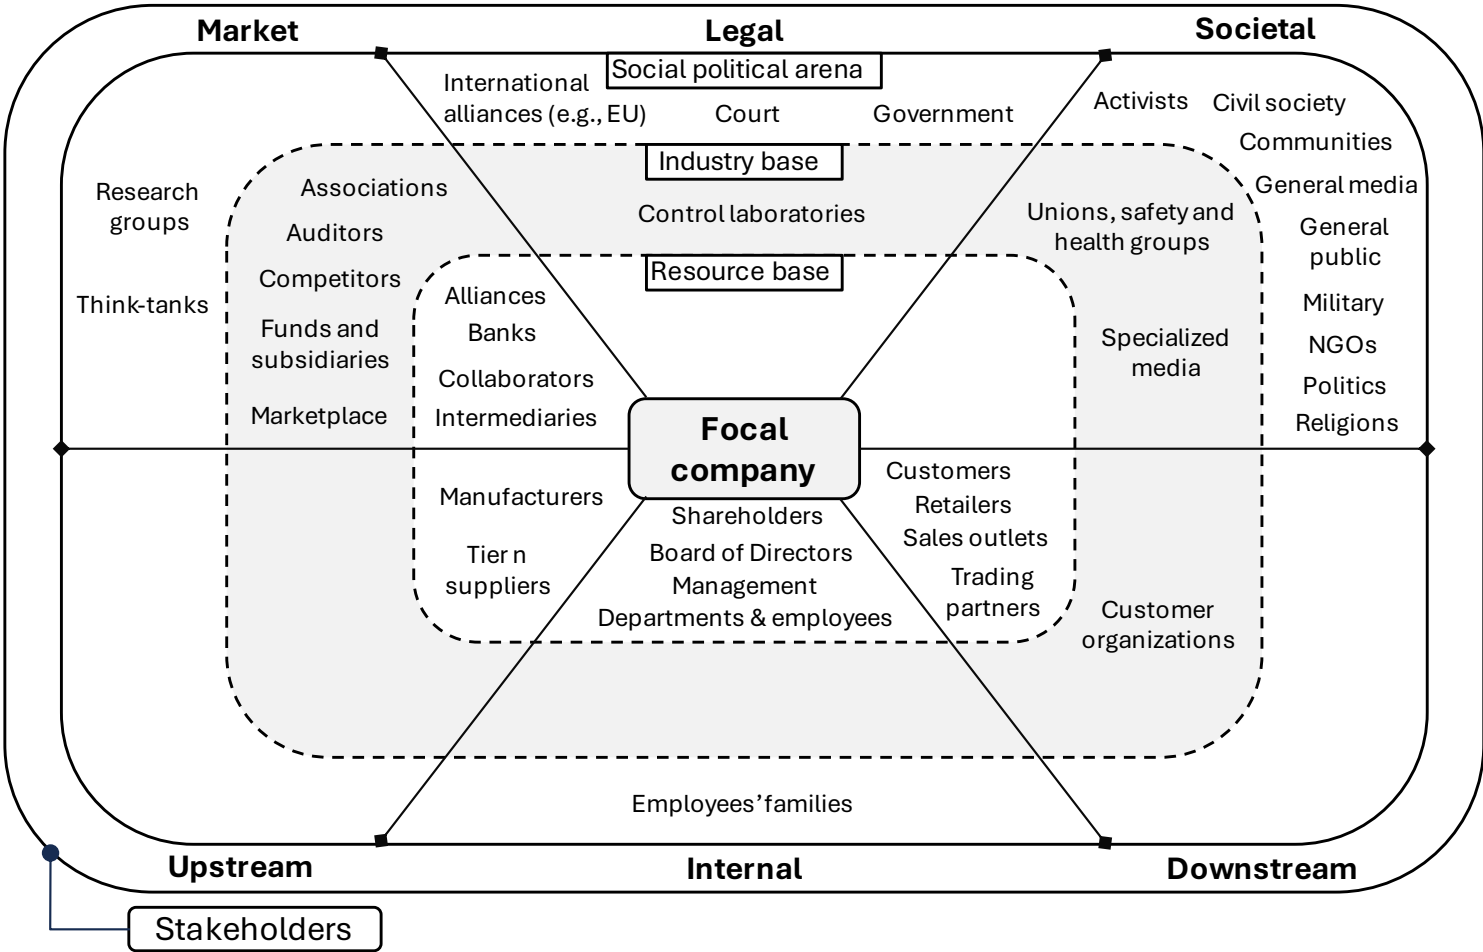 Market
Legal
Societal
Social political arena
International
alliances (e.g., EU)
Court
Government
Activists
Civil society
Communities
General media
General
public
Military
NGOs
Politics
Religions
Research
groups
Think-tanks
Industry base
Associations
Auditors
Competitors
Funds and
subsidiaries
Marketplace
Control laboratories
Unions, safety and
health groups
Specialized
media
Resource base
Alliances
Banks
Collaborators
Intermediaries
Focal
company
Manufacturers
Tier n
suppliers
Shareholders
Board of Directors
Management
Departments & employees
Customers
Retailers
Sales outlets
Trading
partners
Customer
organizations
Employees’ families
Upstream
Internal
Downstream
Stakeholders